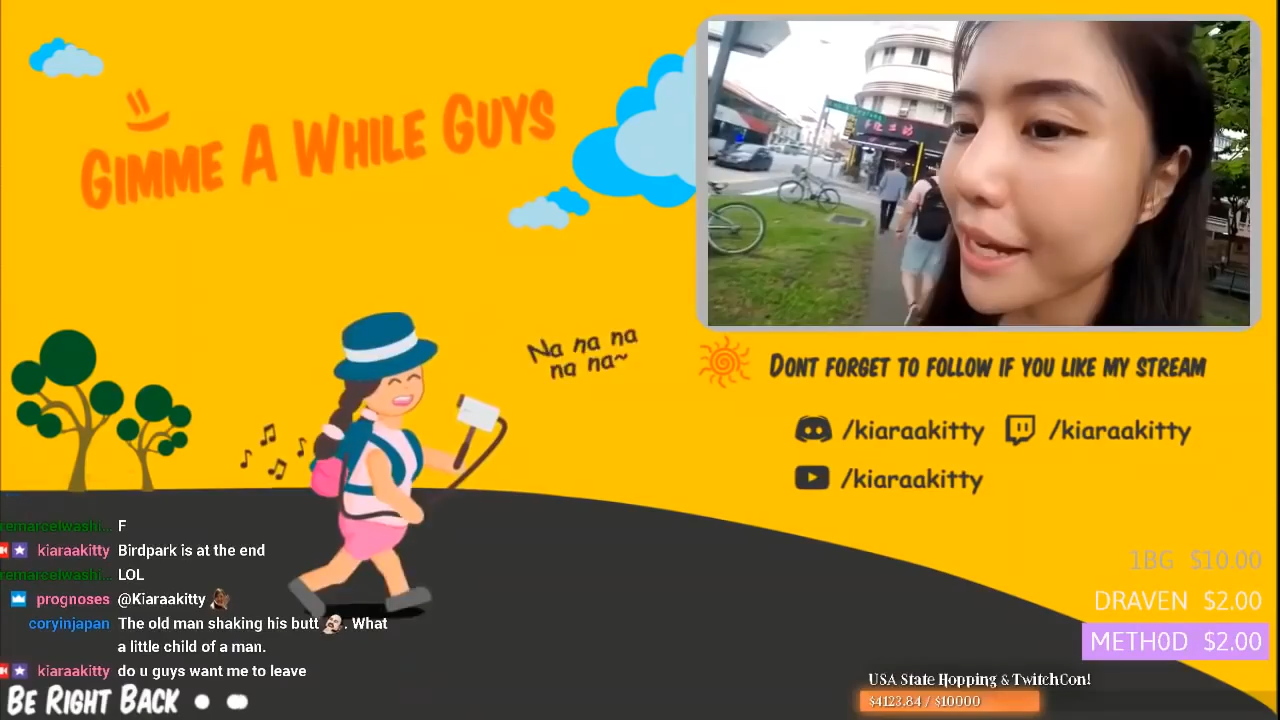 GIMME A WHILE GUYS
Na na na
na na~
DONT FORGET TO FOLLOW IF YOU LIKE MY STREAM
/kiaraakitty
/kiaraakitty
/kiaraakitty
F
kiaraakitty Birdpark is at the end
LOL
prognoses @Kiaraakitty
coryinjapan The old man shaking his butt . What
a little child of a man.
kiaraakitty do u guys want me to leave
BE RIGHT BACK
1BG $10.00
DRAVEN $2.00
METH0D $2.00
USA State Hopping & TwitchCon!
$4123.84 / $10000